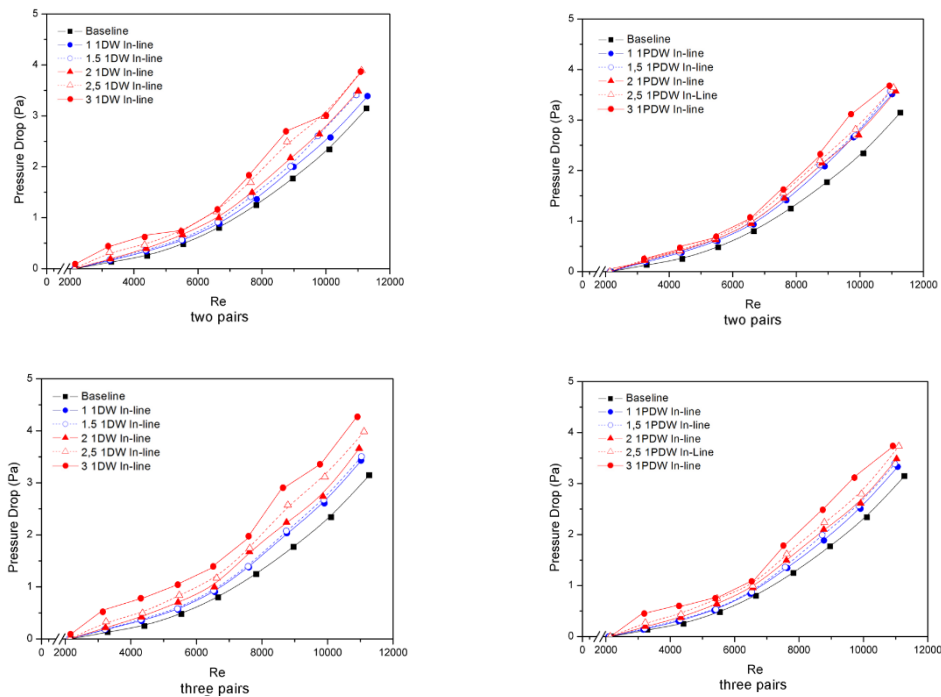 5
4
3
2
1
0
Pressure Drop (Pa)
Baseline
1 1DW In-line
1.5 1DW In-line
2 1DW In-line
2,5 1DW In-line
3 1DW In-line
0 2000 4000 6000 8000 10000 12000
Re
two pairs
5
4
3
2
1
0
Pressure Drop (Pa)
Baseline
1 1PDW In-line
1,5 1PDW In-line
2 1PDW In-line
2,5 1PDW In-Line
3 1PDW In-line
0 2000 4000 6000 8000 10000 12000
Re
two pairs
5
4
3
2
1
0
Pressure Drop (Pa)
Baseline
1 1DW In-line
1.5 1DW In-line
2 1DW In-line
2,5 1DW In-line
3 1DW In-line
0 2000 4000 6000 8000 10000 12000
Re
three pairs
5
4
3
2
1
0
Pressure Drop (Pa)
Baseline
1 1PDW In-line
1,5 1PDW In-line
2 1PDW In-line
2,5 1PDW In-Line
3 1PDW In-line
0 2000 4000 6000 8000 10000 12000
Re
three pairs